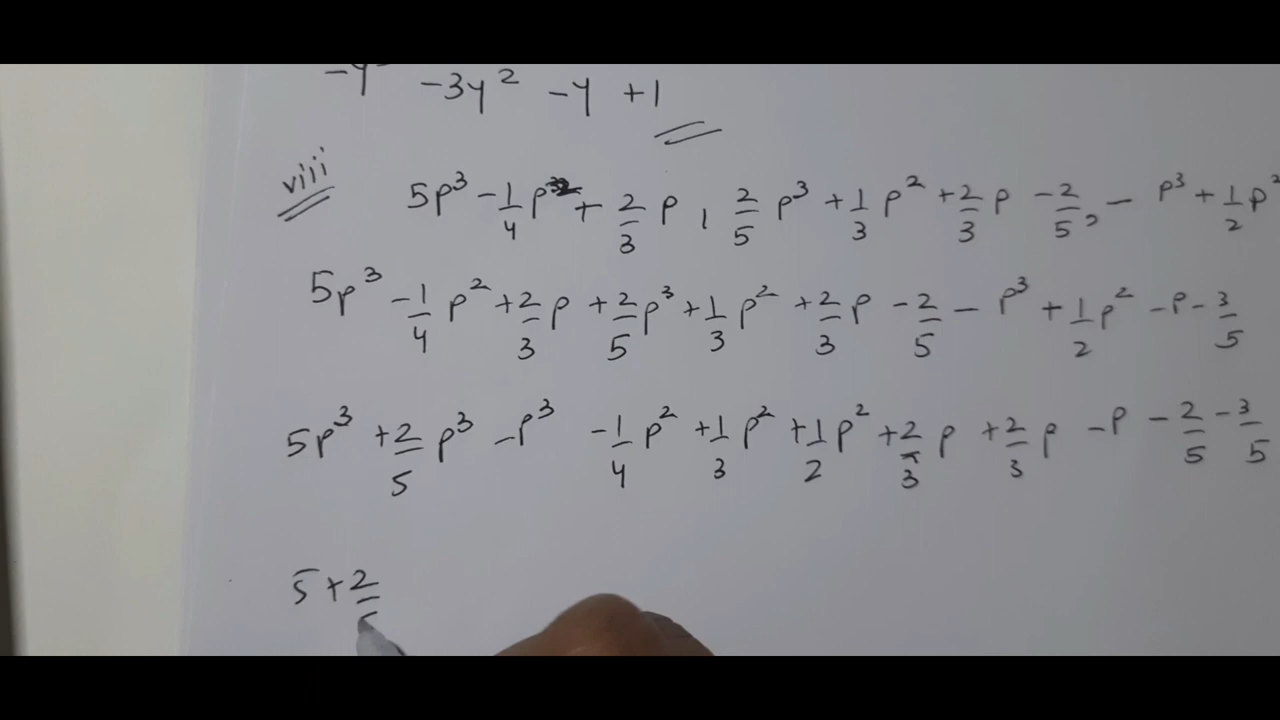 -y -3y² -y +1
viii
5p³ - 1/4 p² + 2/3 p, 2/5 p³ + 1/3 p² + 2/3 p - 2/5, - p³ + 1/2 p²
5p³ - 1/4 p² + 2/3 p + 2/5 p³ + 1/3 p² + 2/3 p - 2/5 - p³ + 1/2 p² - p - 3/5
5p³ + 2/5 p³ - p³ - 1/4 p² + 1/3 p² + 1/2 p² + 2/3 p + 2/3 p - p - 2/5 - 3/5
5 + 2/5